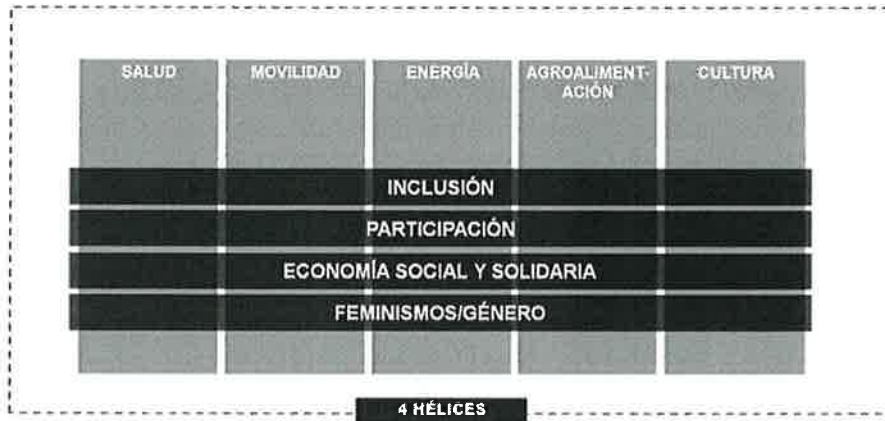 SALUD
MOVILIDAD
ENERGÍA
AGROALIMENT-
ACIÓN
CULTURA
INCLUSIÓN
PARTICIPACIÓN
ECONOMÍA SOCIAL Y SOLIDARIA
FEMINISMOS/GÉNERO
4 HÉLICES